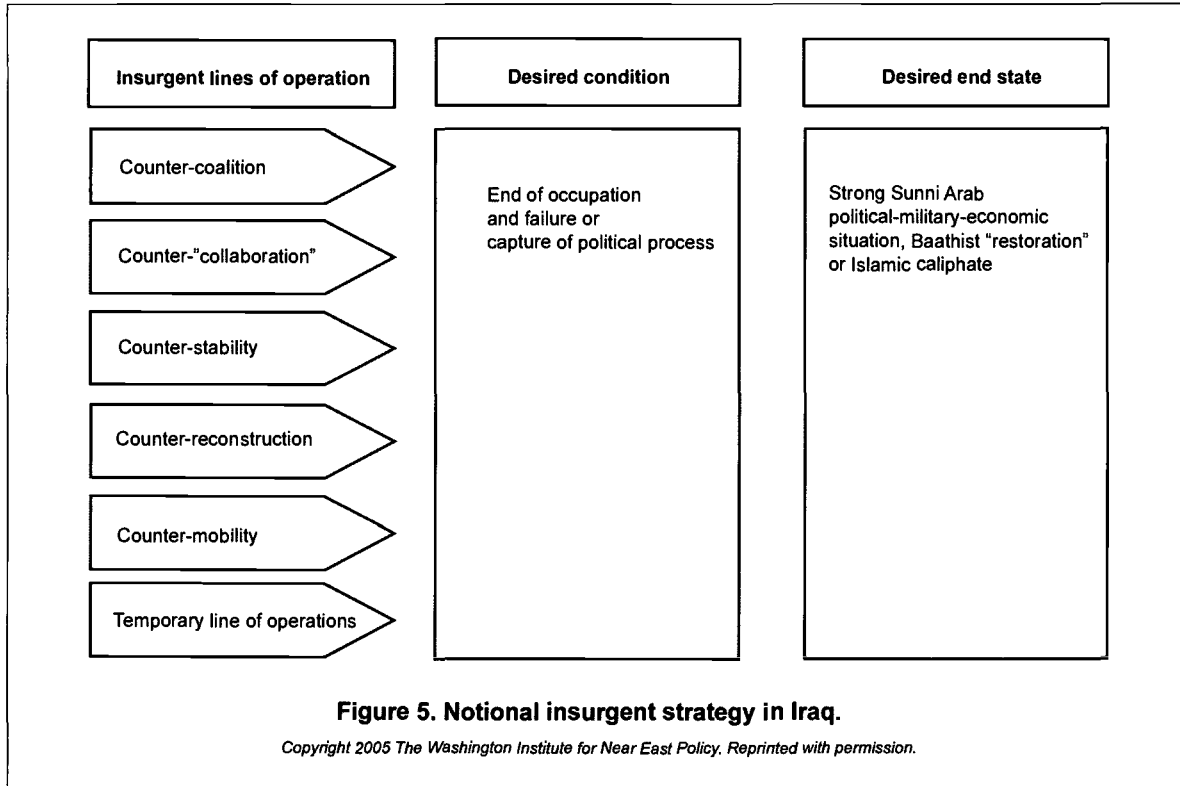 Insurgent lines of operation
Desired condition
Desired end state
Counter-coalition
Counter-”collaboration”
Counter-stability
Counter-reconstruction
Counter-mobility
Temporary line of operations
End of occupation
and failure or
capture of political process
Strong Sunni Arab
political-military-economic
situation, Baathist “restoration”
or Islamic caliphate
Figure 5. Notional insurgent strategy in Iraq.
Copyright 2005 The Washington Institute for Near East Policy. Reprinted with permission.